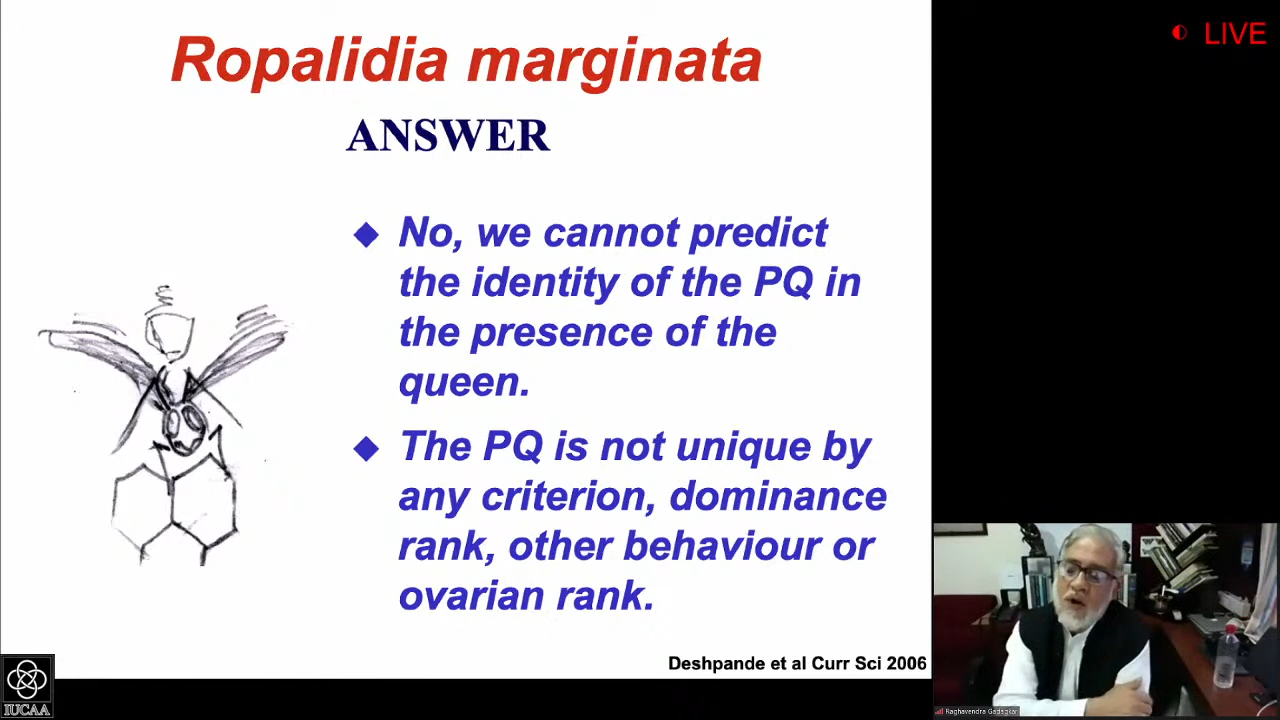 Ropalidia marginata
LIVE
ANSWER
No, we cannot predict
the identity of the PQ in
the presence of the
queen.
The PQ is not unique by
any criterion, dominance
rank, other behaviour or
ovarian rank.
Deshpande et al Curr Sci 2006
IUCAA
Raghavendra Gadagkar